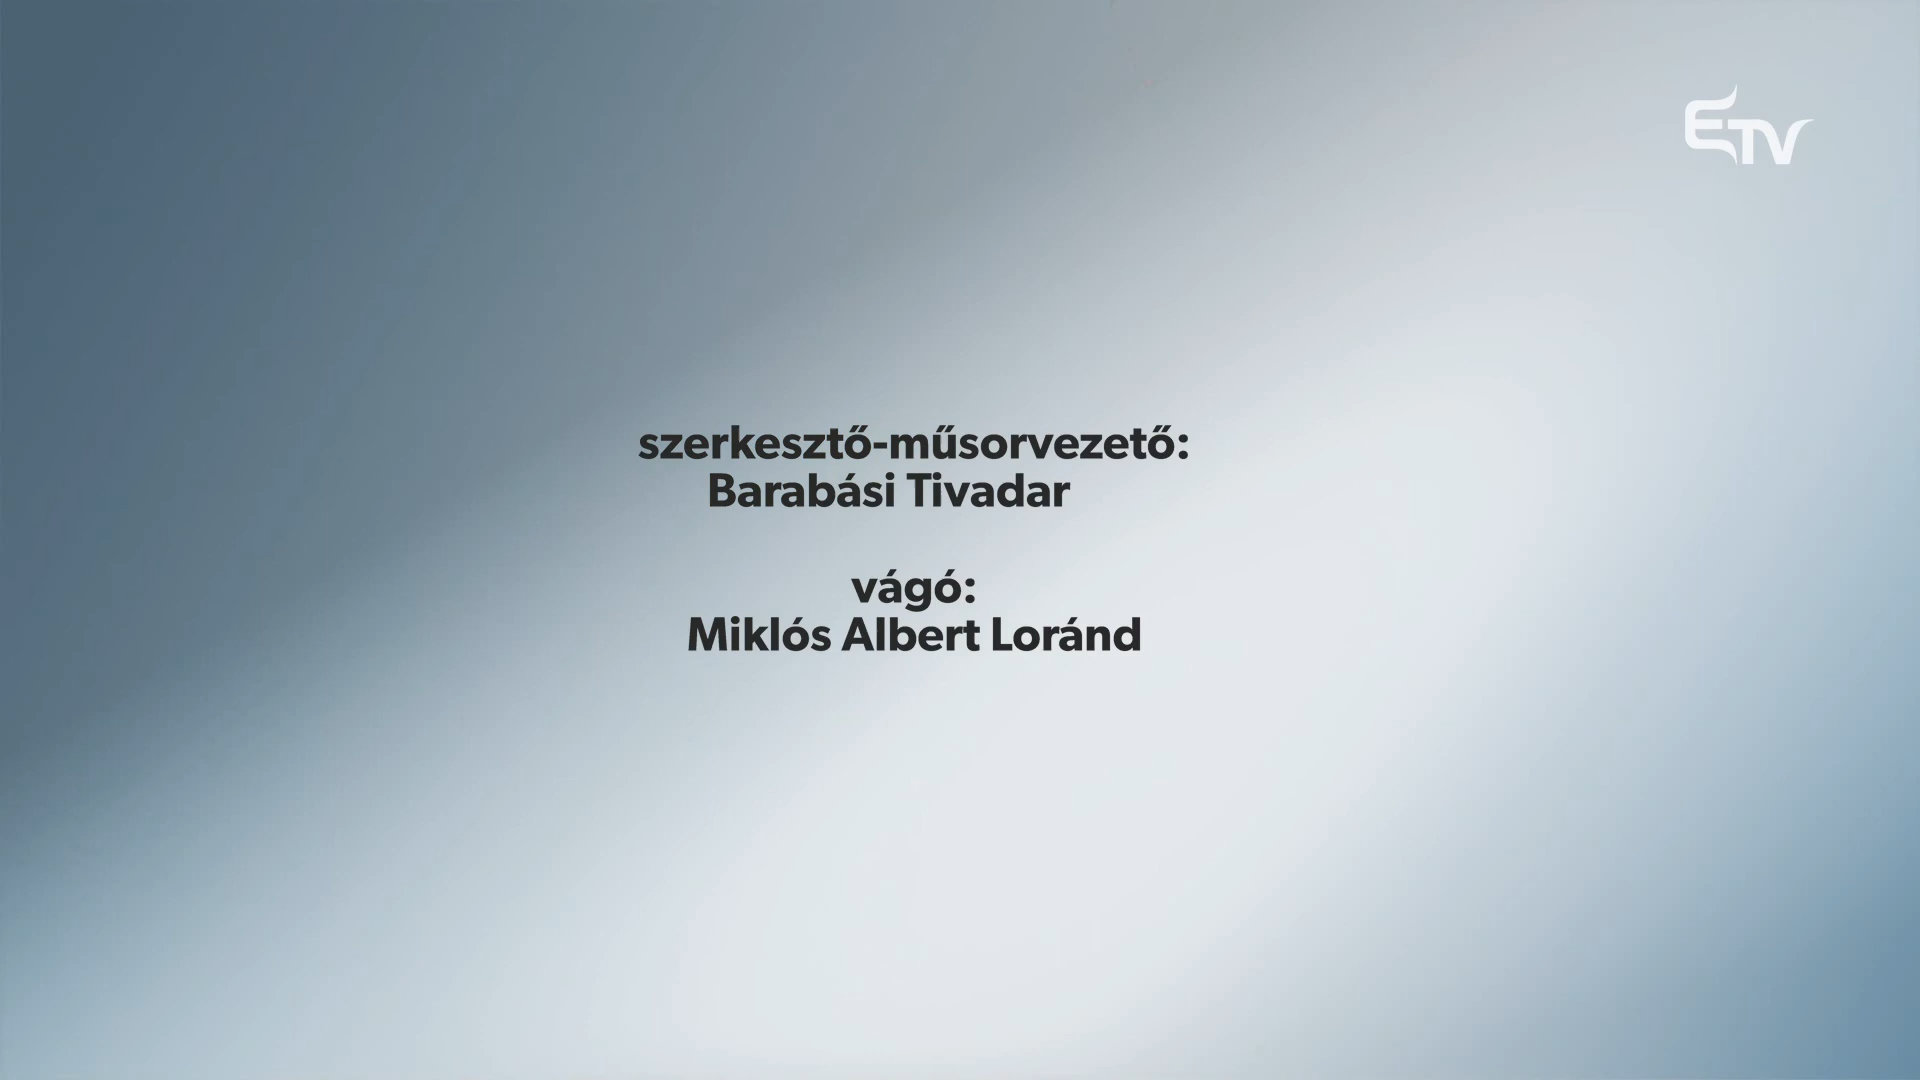 ETV
szerkesztő-műsorvezető:
Barabási Tivadar
vágó:
Miklós Albert Loránd